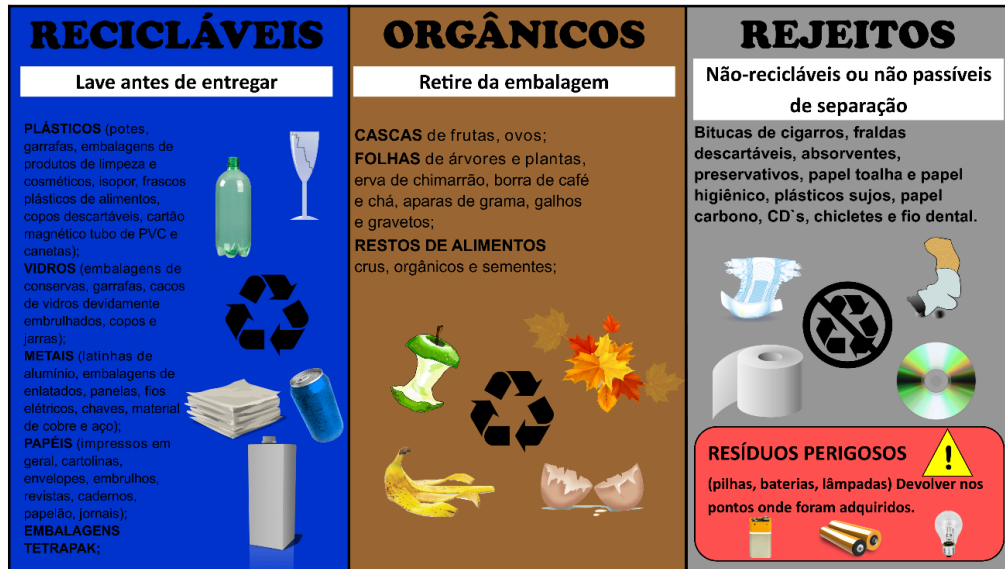 RECICLÁVEIS
Lave antes de entregar
PLÁSTICOS (potes,
garrafas, embalagens de
produtos de limpeza e
cosméticos, isopor, frascos
plásticos de alimentos,
copos descartáveis, cartão
magnético tubo de PVC e
canetas);
VIDROS (embalagens de
conservas, garrafas, cacos
de vidros devidamente
embrulhados, copos e
jarras);
METAIS (latinhas de
alumínio, embalagens de
enlatados, panelas, fios
elétricos, chaves, material
de cobre e aço);
PAPÉIS (impressos em
geral, cartolinas,
envelopes, embrulhos,
revistas, cadernos,
papelão, jornais);
EMBALAGENS
TETRAPAK;
ORGÂNICOS
Retire da embalagem
CASCAS de frutas, ovos;
FOLHAS de árvores e plantas,
erva de chimarrão, borra de café
e chá, aparas de grama, galhos
e gravetos;
RESTOS DE ALIMENTOS
crus, orgânicos e sementes;
REJEITOS
Não-recicláveis ou não passíveis
de separação
Bitucas de cigarros, fraldas
descartáveis, absorventes,
preservativos, papel toalha e papel
higiênico, plásticos sujos, papel
carbono, CD`s, chicletes e fio dental.
RESÍDUOS PERIGOSOS
(pilhas, baterias, lâmpadas) Devolver nos
pontos onde foram adquiridos.